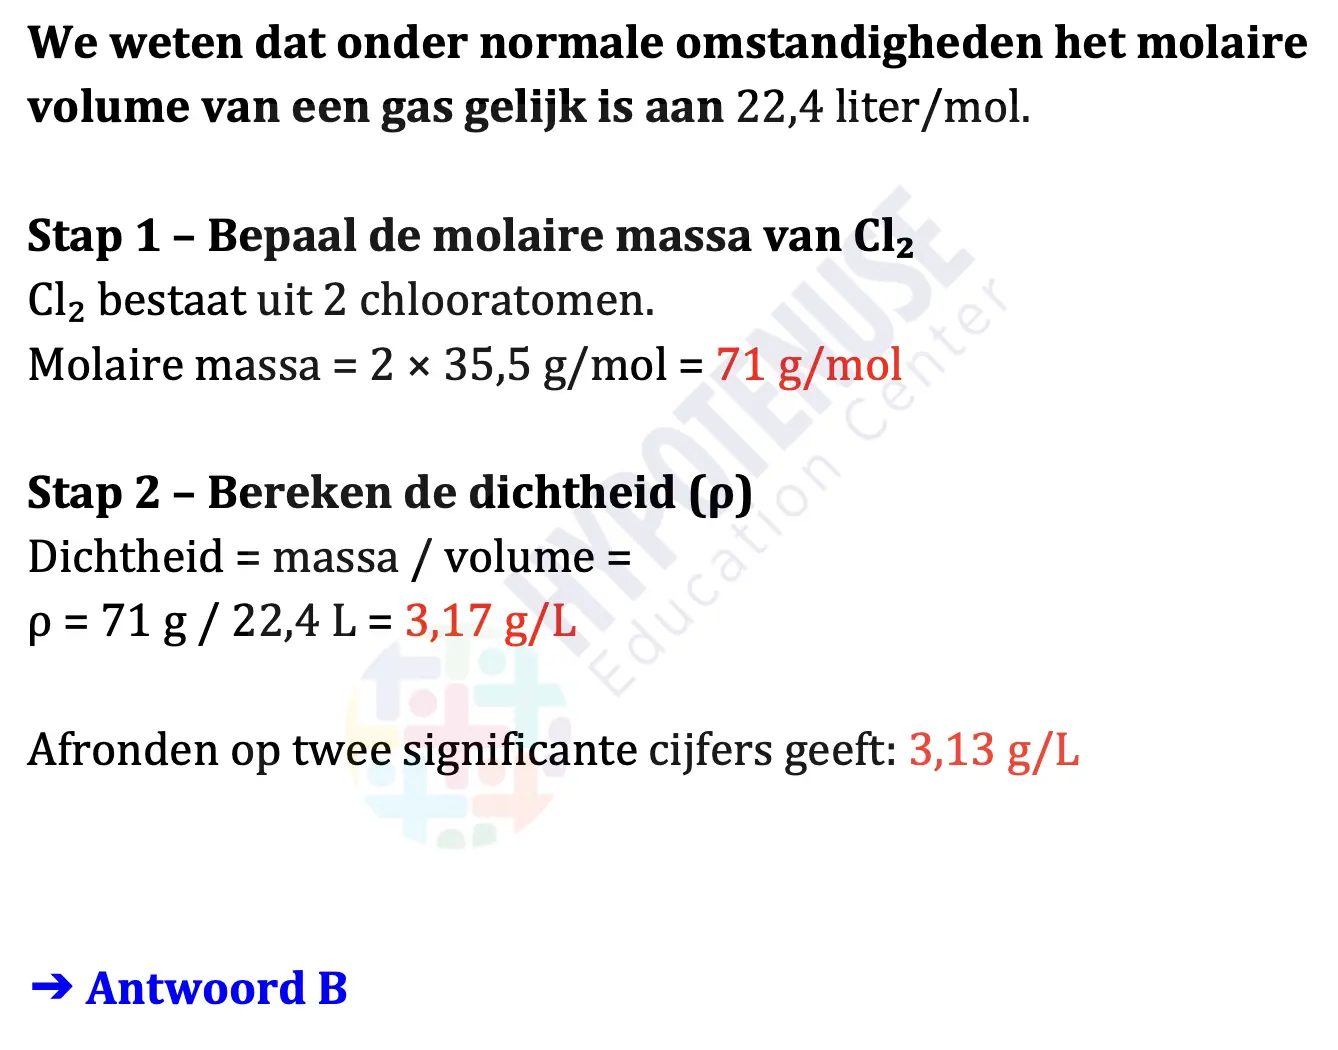 We weten dat onder normale omstandigheden het molaire
volume van een gas gelijk is aan 22,4 liter/mol.
Stap 1 – Bepaal de molaire massa van Cl₂
Cl₂ bestaat uit 2 chlooratomen.
Molaire massa = 2 × 35,5 g/mol = 71 g/mol
Stap 2 – Bereken de dichtheid (ρ)
Dichtheid = massa / volume =
ρ = 71 g / 22,4 L = 3,17 g/L
Afronden op twee significante cijfers geeft: 3,13 g/L
➔ Antwoord B
HYPOTENUSE
Education Center